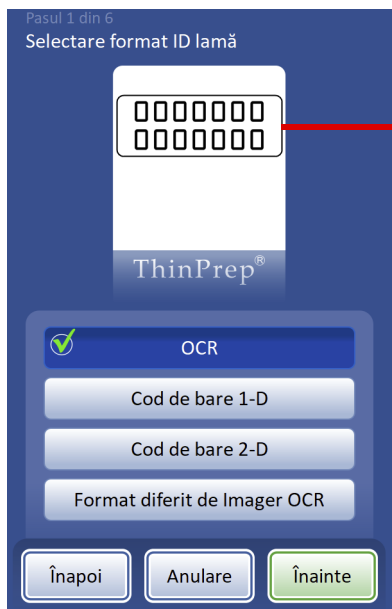 Pasul 1 din 6
Selectare format ID lamă
0000000
0000000
ThinPrep®
OCR
Cod de bare 1-D
Cod de bare 2-D
Format diferit de Imager OCR
Înapoi
Anulare
Înainte